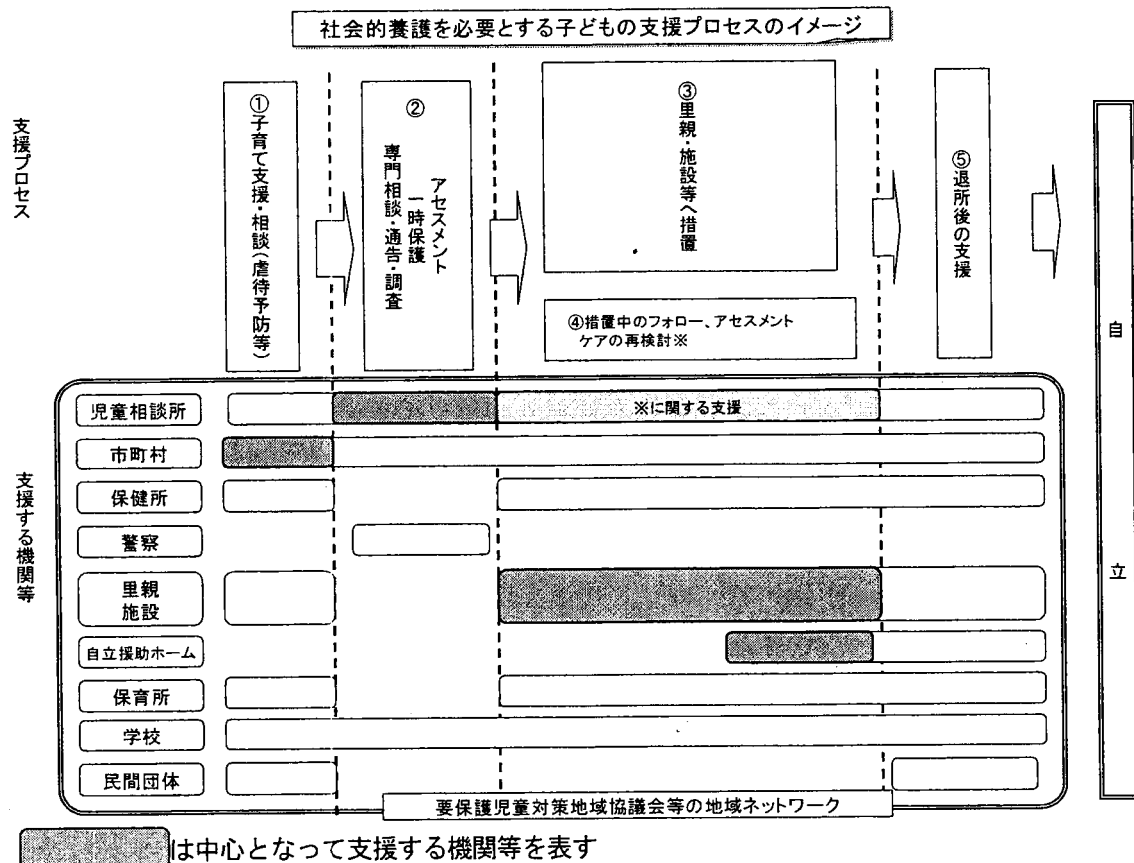 社会的養護を必要とする子どもの支援プロセスのイメージ
支援プロセス
①子育て支援・相談(虐待予防等)
②
専門相談・通告・調査
一時保護
アセスメント
③里親・施設等へ措置
④措置中のフォロー、アセスメント
ケアの再検討※
⑤退所後の支援
自立
支援する機関等
児童相談所
※に関する支援
市町村
保健所
警察
里親
施設
自立援助ホーム
保育所
学校
民間団体
要保護児童対策地域協議会等の地域ネットワーク
は中心となって支援する機関等を表す